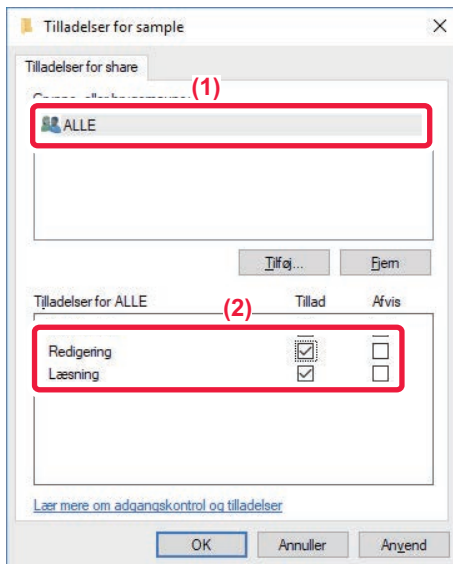 Tilladelser for sample
Tilladelser for share
(1)
ALLE
Tilføj... Fjern
Tilladelser for ALLE Tillad Afvis
(2)
Redigering
Læsning
Lær mere om adgangskontrol og tilladelser
OK Annuller Anvend